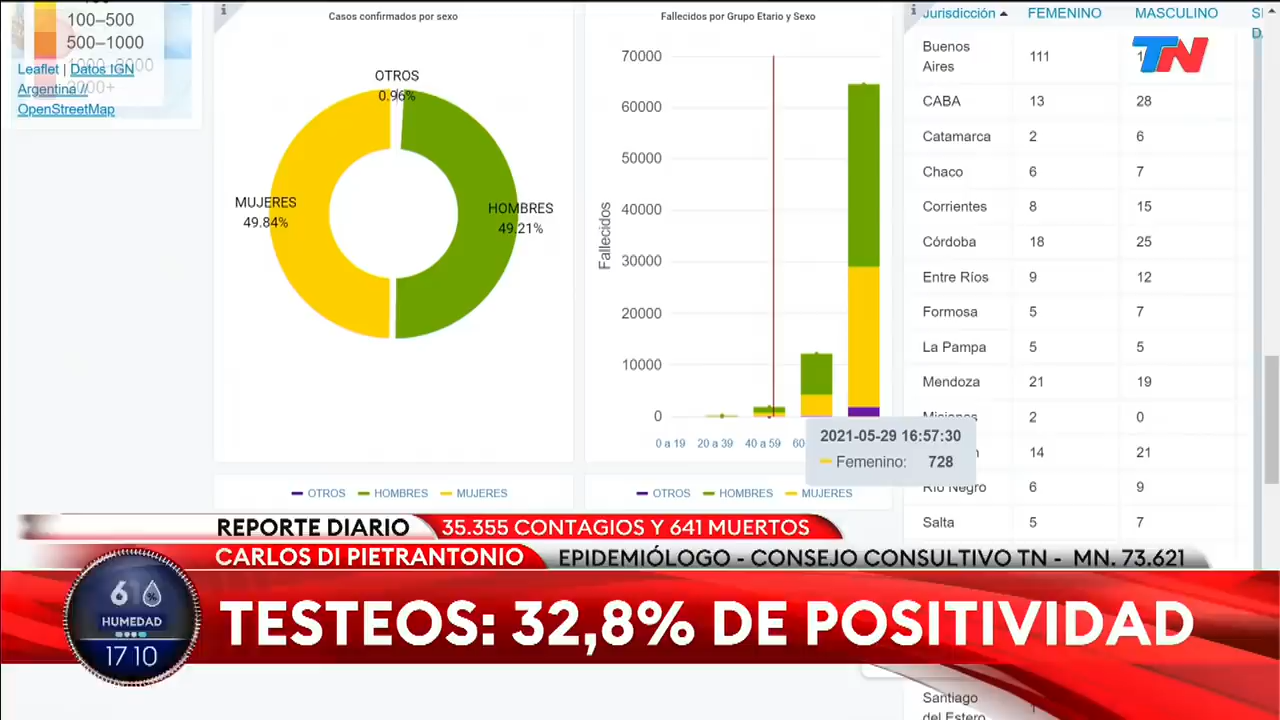 100–500
500–1000
1000–2000
2000+
Leaflet | Datos IGN
Argentina //
OpenStreetMap
Casos confirmados por sexo
OTROS
0.96%
MUJERES
49.84%
HOMBRES
49.21%
OTROS HOMBRES MUJERES
Fallecidos por Grupo Etario y Sexo
70000
60000
50000
40000
30000
20000
10000
0
Fallecidos
0 a 19 20 a 39 40 a 59 60
2021-05-29 16:57:30
Femenino: 728
OTROS HOMBRES MUJERES
Jurisdicción FEMENINO MASCULINO
Buenos
Aires 111
TN
CABA 13 28
Catamarca 2 6
Chaco 6 7
Corrientes 8 15
Córdoba 18 25
Entre Ríos 9 12
Formosa 5 7
La Pampa 5 5
Mendoza 21 19
Misiones 2 0
14 21
Río Negro 6 9
Salta 5 7
Santiago
del Estero
REPORTE DIARIO 35.355 CONTAGIOS Y 641 MUERTOS
CARLOS DI PIETRANTONIO EPIDEMIÓLOGO - CONSEJO CONSULTIVO TN - MN. 73.621
TESTEOS: 32,8% DE POSITIVIDAD
HUMEDAD
17 10